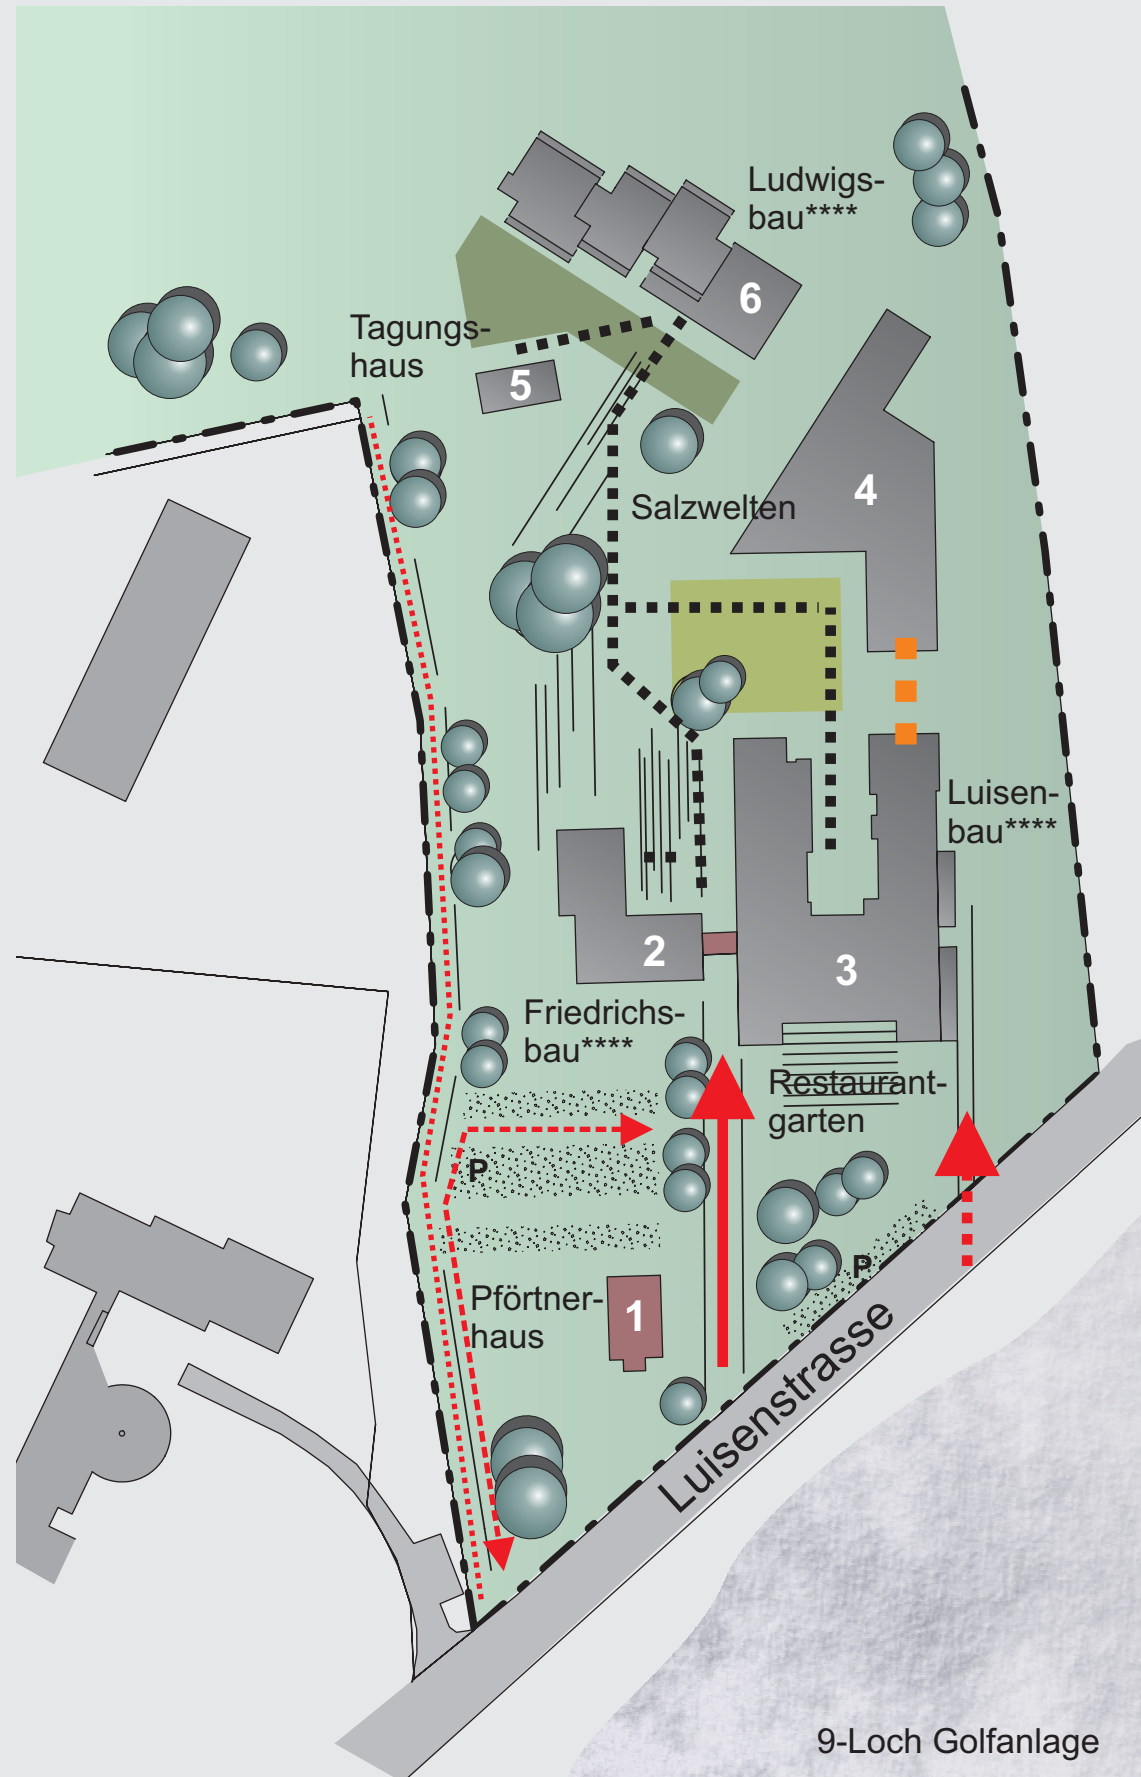 Ludwigs-
bau****
6
Tagungs-
haus
5
4
Salzwelten
Luisen-
bau****
2
3
Friedrichs-
bau****
Restaurant-
garten
P
P
Pförtner-
haus
1
Luisenstrasse
9-Loch Golfanlage